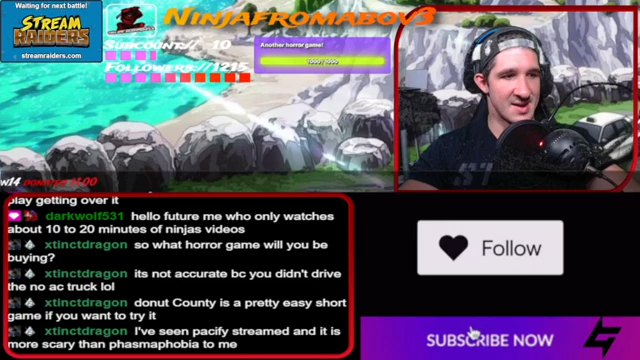 Waiting for next battle!
STREAM
RAIDERS
streamraiders.com
NINJAFROMABOV3
SUBCOUNT// 10
FOLLOWERS//1215
Another horror game!
1000 / 1000
w14 DONATED $1.00
play getting over it
darkwolf531 hello future me who only watches
about 10 to 20 minutes of ninjas videos
xtinctdragon so what horror game will you be
buying?
xtinctdragon its not accurate bc you didn't drive
the no ac truck lol
xtinctdragon donut County is a pretty easy short
game if you want to try it
xtinctdragon I've seen pacify streamed and it is
more scary than phasmaphobia to me
Follow
SUBSCRIBE NOW